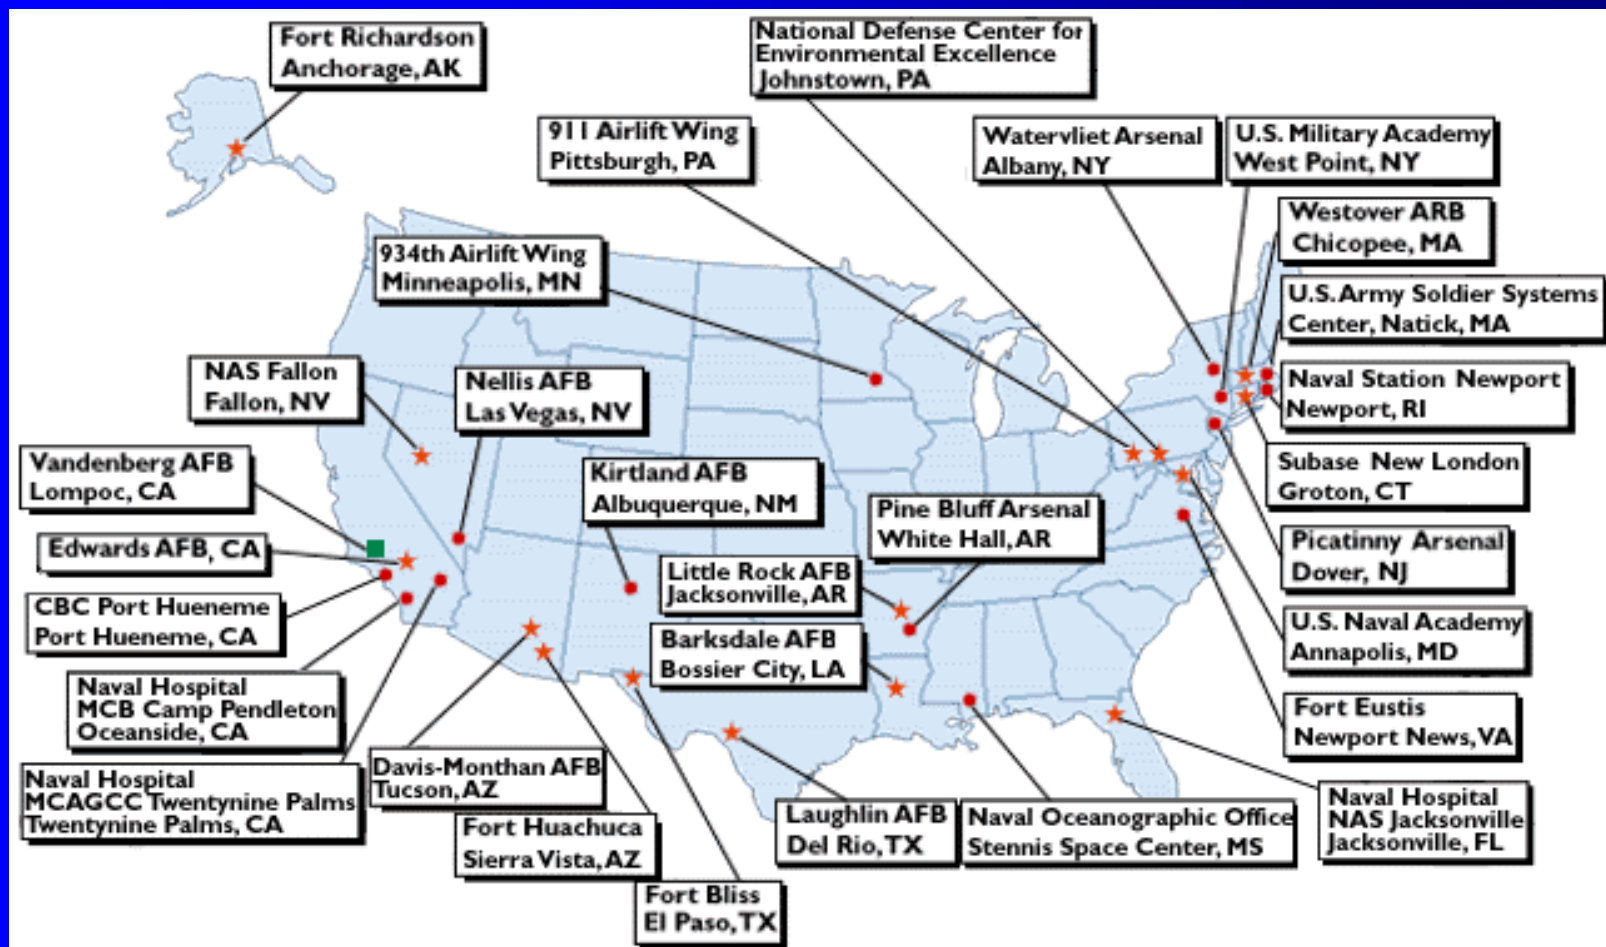 Fort Richardson
Anchorage, AK
National Defense Center for
Environmental Excellence
Johnstown, PA
911 Airlift Wing
Pittsburgh, PA
Watervliet Arsenal
Albany, NY
U.S. Military Academy
West Point, NY
Westover ARB
Chicopee, MA
934th Airlift Wing
Minneapolis, MN
U.S. Army Soldier Systems
Center, Natick, MA
NAS Fallon
Fallon, NV
Nellis AFB
Las Vegas, NV
Naval Station Newport
Newport, RI
Vandenberg AFB
Lompoc, CA
Kirtland AFB
Albuquerque, NM
Subase New London
Groton, CT
Pine Bluff Arsenal
White Hall, AR
Edwards AFB, CA
Picatinny Arsenal
Dover, NJ
Little Rock AFB
Jacksonville, AR
CBC Port Hueneme
Port Hueneme, CA
Barksdale AFB
Bossier City, LA
U.S. Naval Academy
Annapolis, MD
Naval Hospital
MCB Camp Pendleton
Oceanside, CA
Fort Eustis
Newport News, VA
Naval Hospital
MCAGCC Twentynine Palms
Twentynine Palms, CA
Davis-Monthan AFB
Tucson, AZ
Fort Huachuca
Sierra Vista, AZ
Laughlin AFB
Del Rio, TX
Naval Oceanographic Office
Stennis Space Center, MS
Naval Hospital
NAS Jacksonville
Jacksonville, FL
Fort Bliss
El Paso, TX